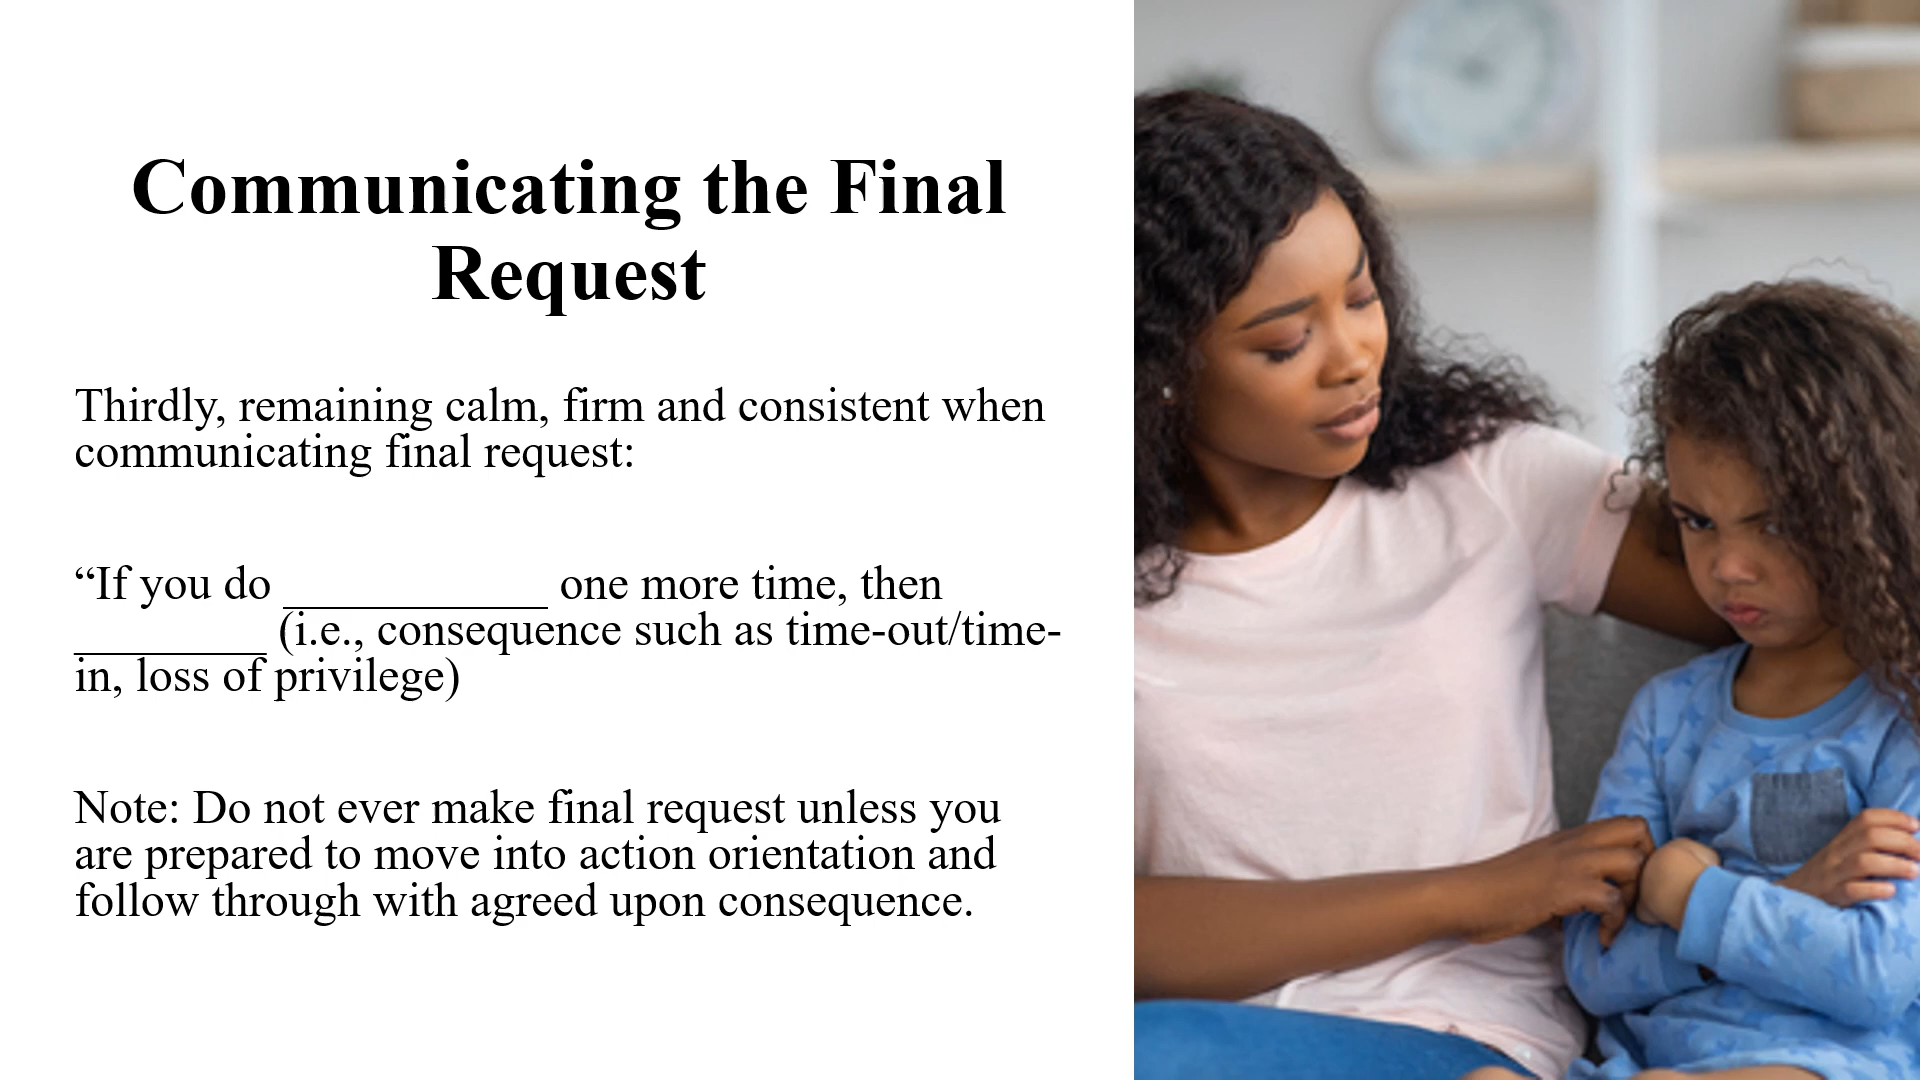 Communicating the Final
Request
Thirdly, remaining calm, firm and consistent when
communicating final request:
“If you do ___________ one more time, then
________ (i.e., consequence such as time-out/time-
in, loss of privilege)
Note: Do not ever make final request unless you
are prepared to move into action orientation and
follow through with agreed upon consequence.